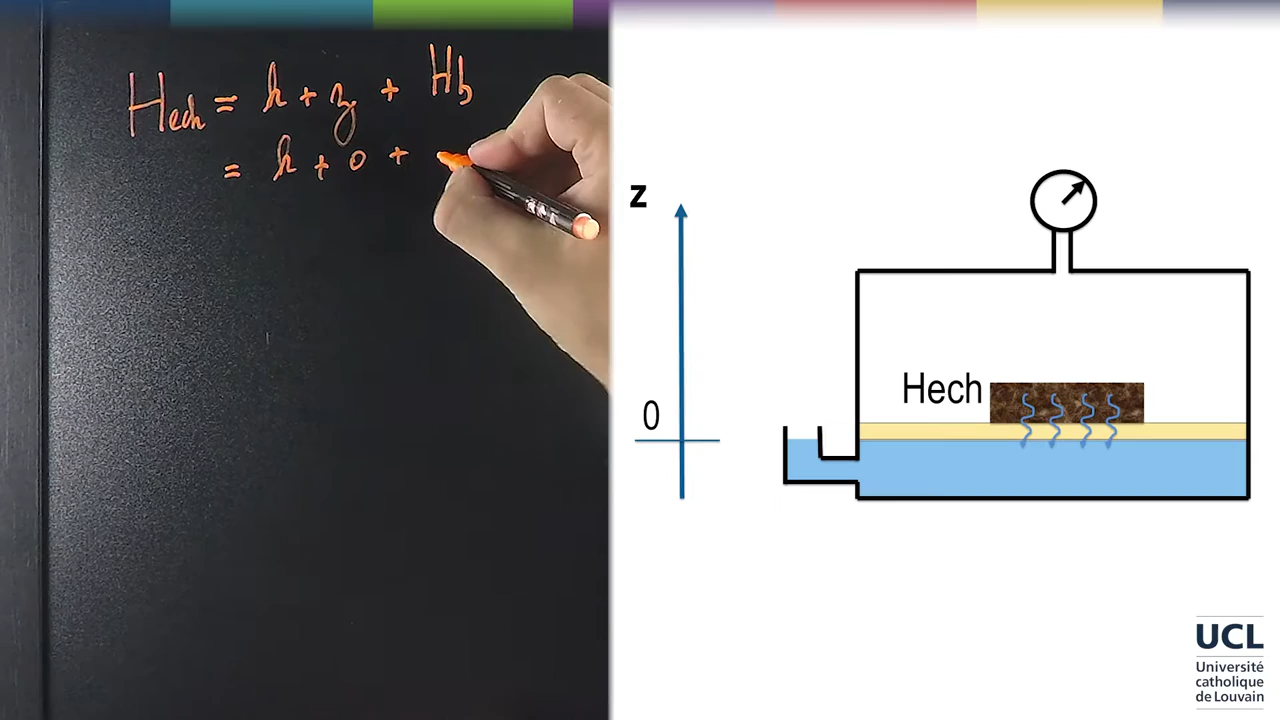 Hech = h + z + Hb
= h + 0 +
z
0
Hech
UCL
Université
catholique
de Louvain